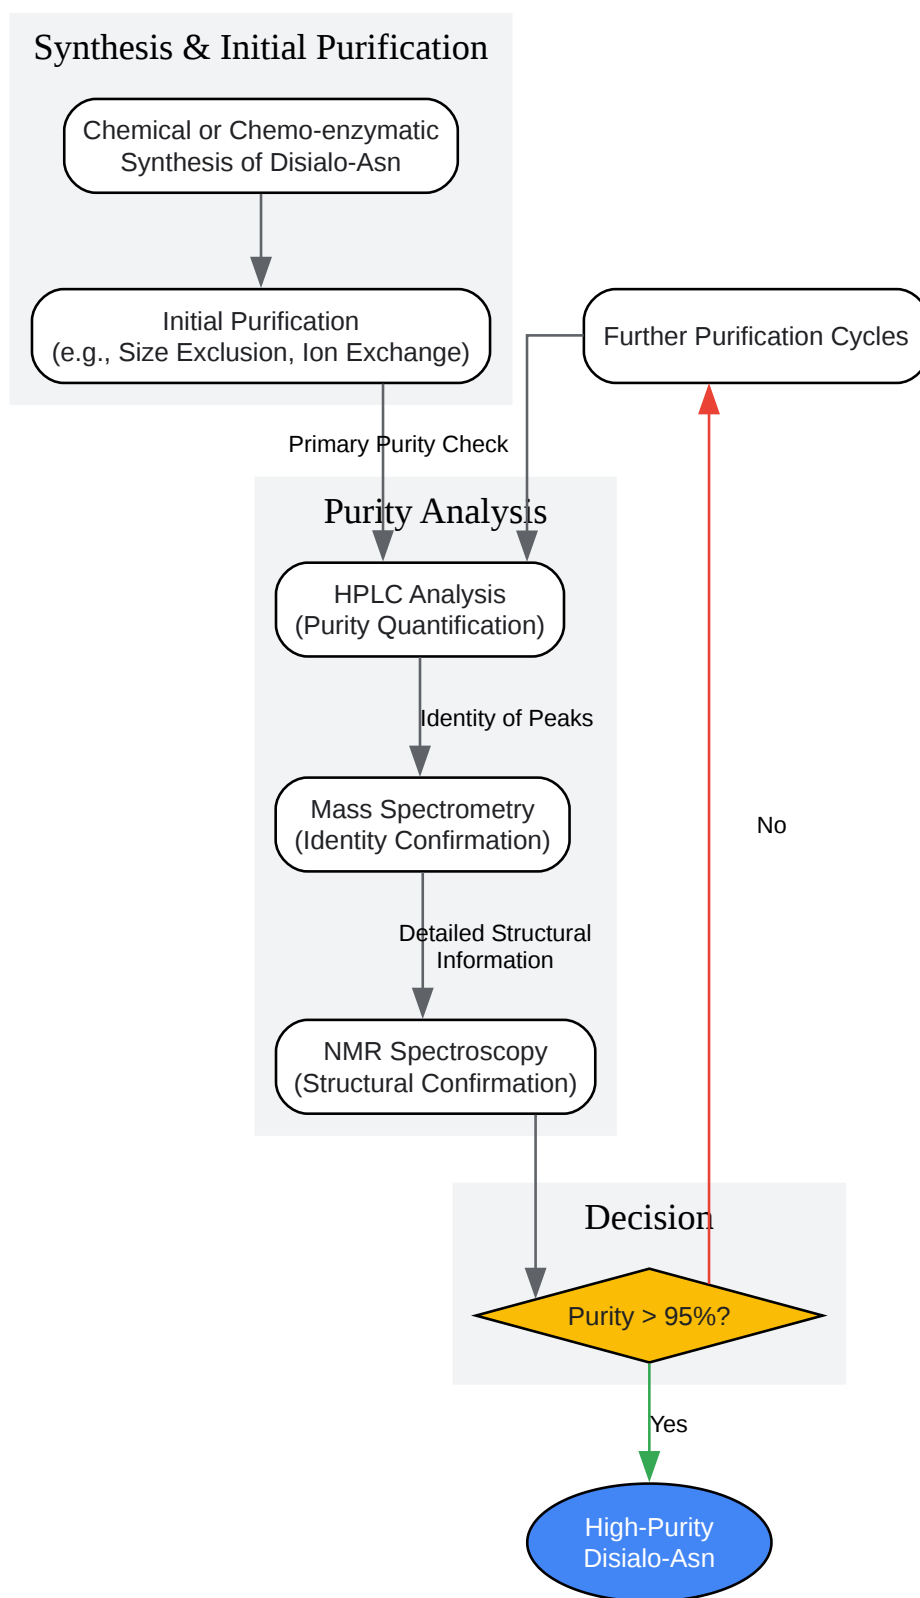 Synthesis & Initial Purification
Chemical or Chemo-enzymatic
Synthesis of Disialo-Asn
Initial Purification
(e.g., Size Exclusion, Ion Exchange)
Further Purification Cycles
Primary Purity Check
Purity Analysis
HPLC Analysis
(Purity Quantification)
Identity of Peaks
Mass Spectrometry
(Identity Confirmation)
No
Detailed Structural
Information
NMR Spectroscopy
(Structural Confirmation)
Decision
Purity > 95%?
Yes
High-Purity
Disialo-Asn